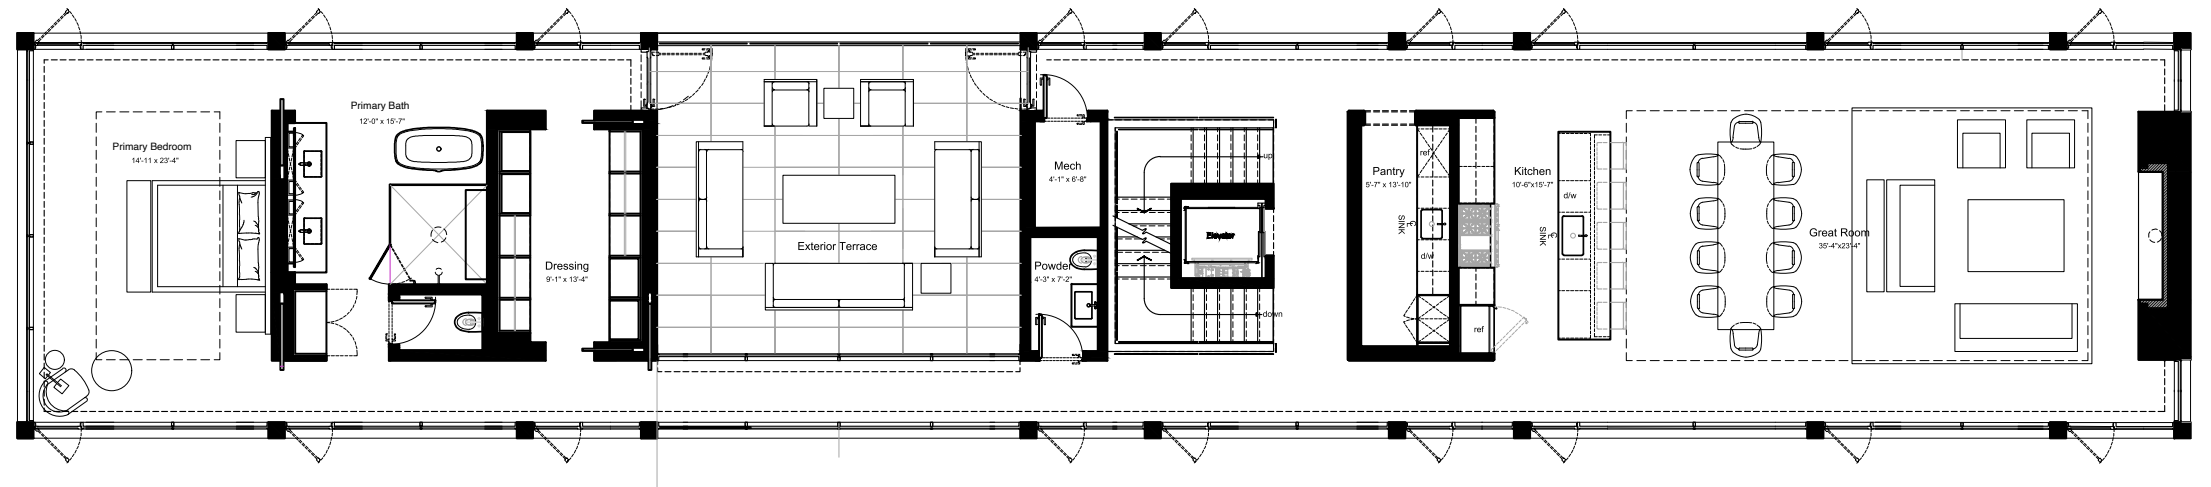 Primary Bedroom
14'-11 x 23'-4"
Primary Bath
12'-0" x 15'-7"
Dressing
9'-1" x 13'-4"
Exterior Terrace
Mech
4'-1" x 6'-8"
Powder
4'-3" x 7'-2"
up
Elevator
down
Pantry
5'-7" x 13'-10"
ref
SINK
d/w
ref
Kitchen
10'-6"x15'-7"
d/w
SINK
Great Room
35'-4"x23'-4"